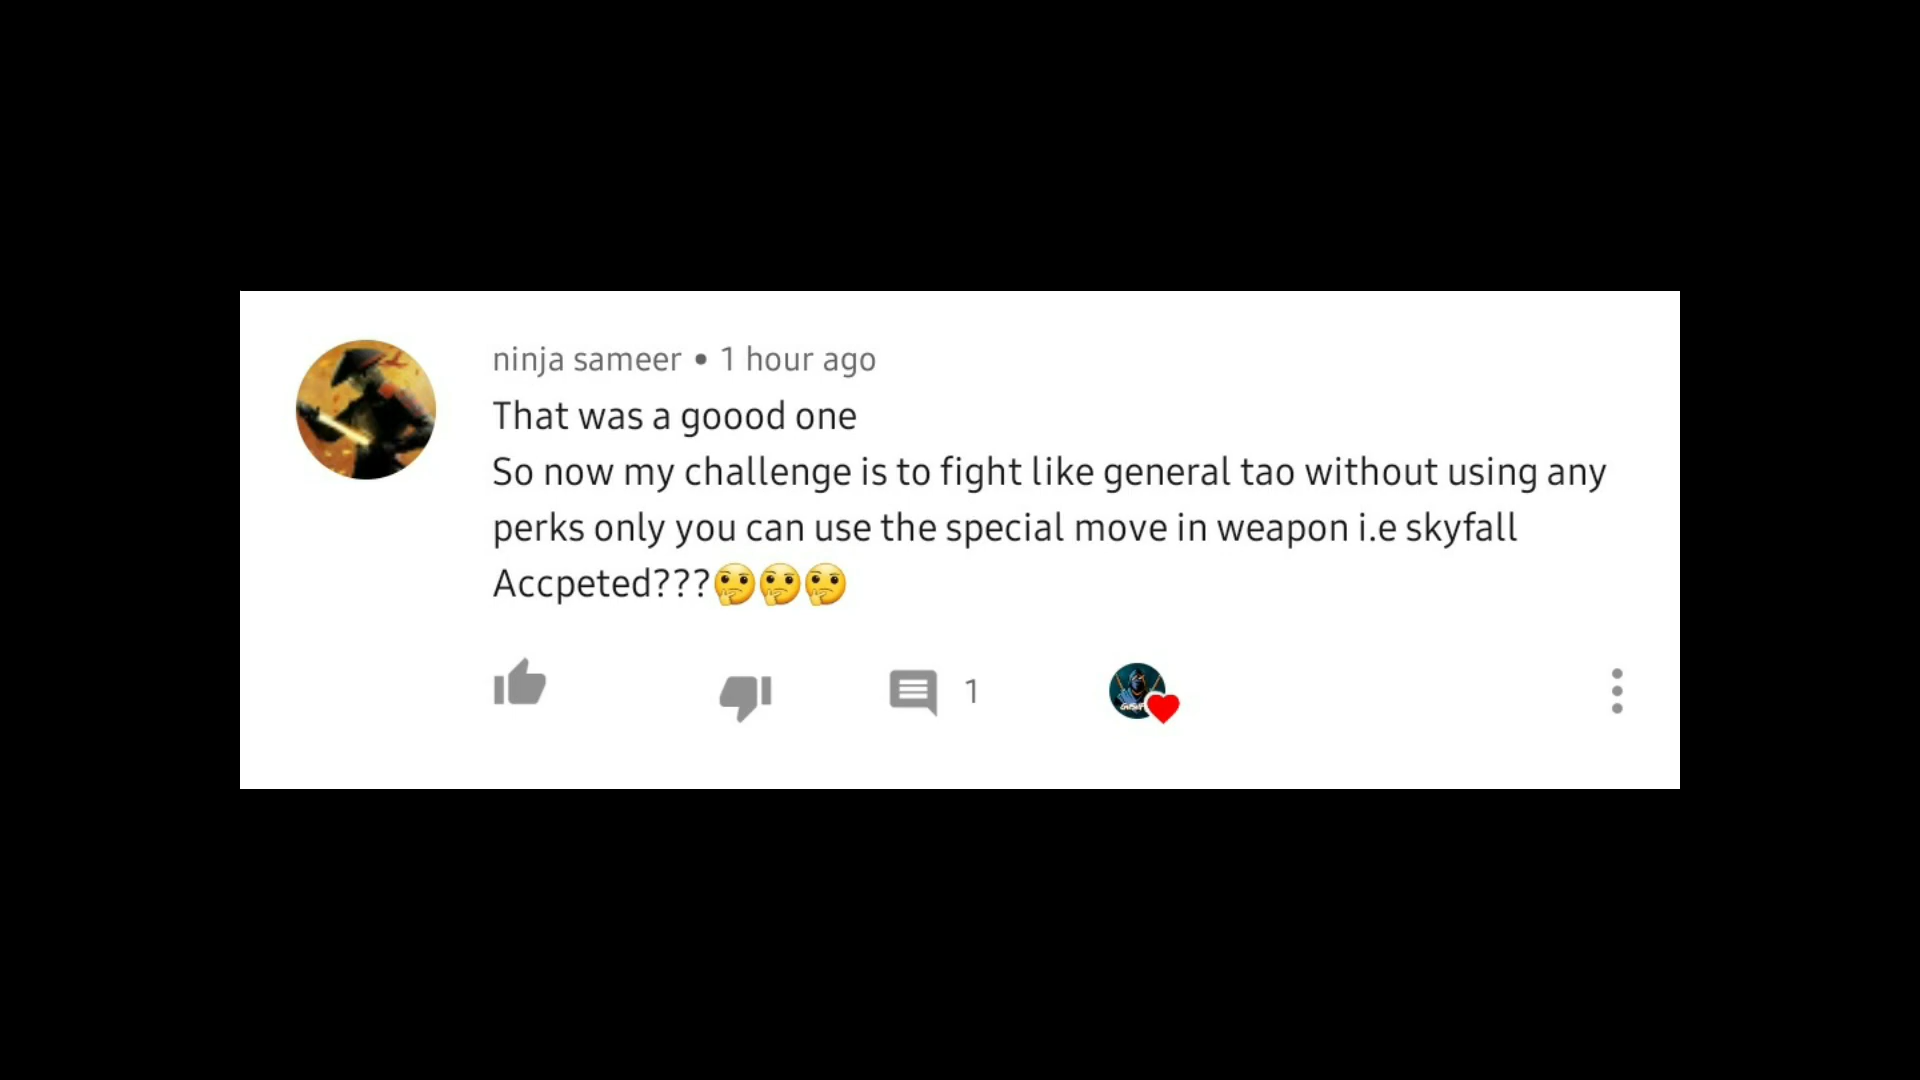 ninja sameer • 1 hour ago
That was a goood one
So now my challenge is to fight like general tao without using any
perks only you can use the special move in weapon i.e skyfall
Accpeted???🤔🤔🤔
1